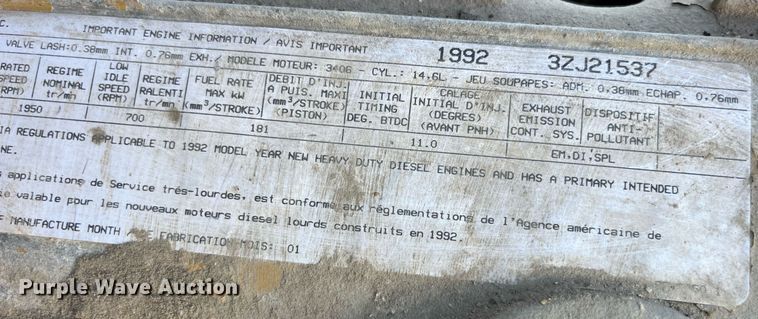 C.
IMPORTANT ENGINE INFORMATION / AVIS IMPORTANT 1992 3ZJ21537
VALVE LASH:0.38mm INT. 0.76mm EXH./ MODELE MOTEUR: 3406 - CYL.: 14.6L - JEU SOUPAPES: ADM. 0.38mm ECHAP. 0.76mm
RATED SPEED (RPM) REGIME NOMINAL tr/mn LOW IDLE SPEED (RPM) REGIME RALENTI tr/mn FUEL RATE MAX kW (mm³/STROKE) DEBIT D'INJ. A PUIS. MAXI (mm³/STROKE) (PISTON) INITIAL TIMING DEG. BTDC CALAGE INITIAL D'INJ. (DEGRES) (AVANT PNH) EXHAUST EMISSION CONT. SYS. DISPOSITIF ANTI-POLLUTANT
1950 700 181 11.0 EM,DI,SPL
IA REGULATIONS APPLICABLE TO 1992 MODEL YEAR NEW HEAVY DUTY DIESEL ENGINES AND HAS A PRIMARY INTENDED
NE.
s applications de Service trés-lourdes, est conforme aux réglementations de l'Agence américaine de
ie valable pour les nouveaux moteurs diesel lourds construits en 1992.
F MANUFACTURE MONTH FABRICATION MOIS: 01
Purple Wave Auction